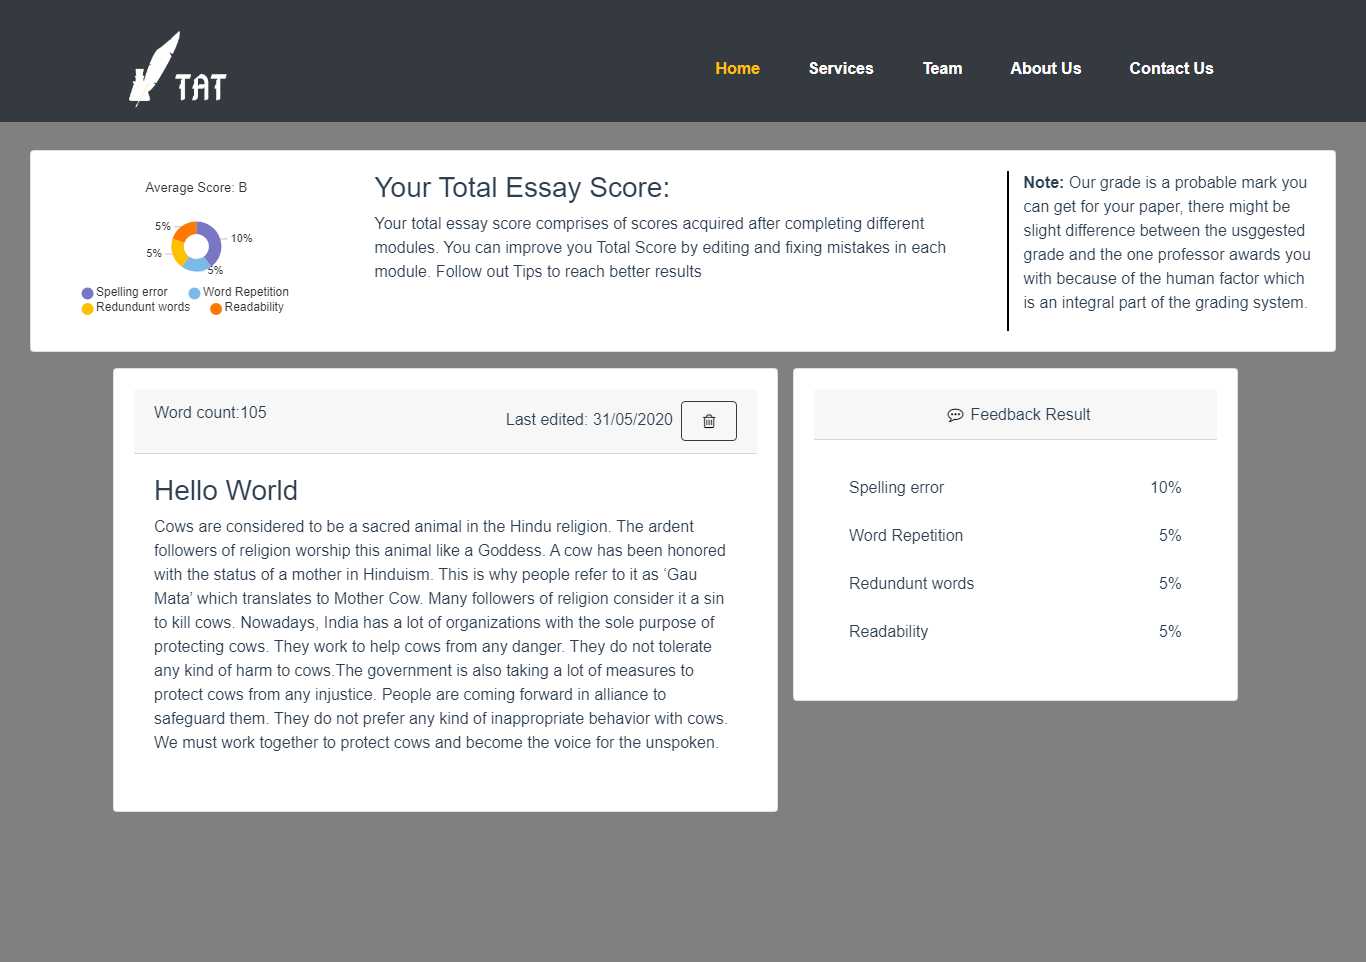 TAT
Home Services Team About Us Contact Us
Average Score: B
5%
10%
5%
5%
Spelling error Word Repetition
Redundunt words Readability
Your Total Essay Score:
Your total essay score comprises of scores acquired after completing different
modules. You can improve you Total Score by editing and fixing mistakes in each
module. Follow out Tips to reach better results
Note: Our grade is a probable mark you
can get for your paper, there might be
slight difference between the usggested
grade and the one professor awards you
with because of the human factor which
is an integral part of the grading system.
Word count:105
Last edited: 31/05/2020
Hello World
Cows are considered to be a sacred animal in the Hindu religion. The ardent
followers of religion worship this animal like a Goddess. A cow has been honored
with the status of a mother in Hinduism. This is why people refer to it as ‘Gau
Mata’ which translates to Mother Cow. Many followers of religion consider it a sin
to kill cows. Nowadays, India has a lot of organizations with the sole purpose of
protecting cows. They work to help cows from any danger. They do not tolerate
any kind of harm to cows.The government is also taking a lot of measures to
protect cows from any injustice. People are coming forward in alliance to
safeguard them. They do not prefer any kind of inappropriate behavior with cows.
We must work together to protect cows and become the voice for the unspoken.
Feedback Result
Spelling error 10%
Word Repetition 5%
Redundunt words 5%
Readability 5%